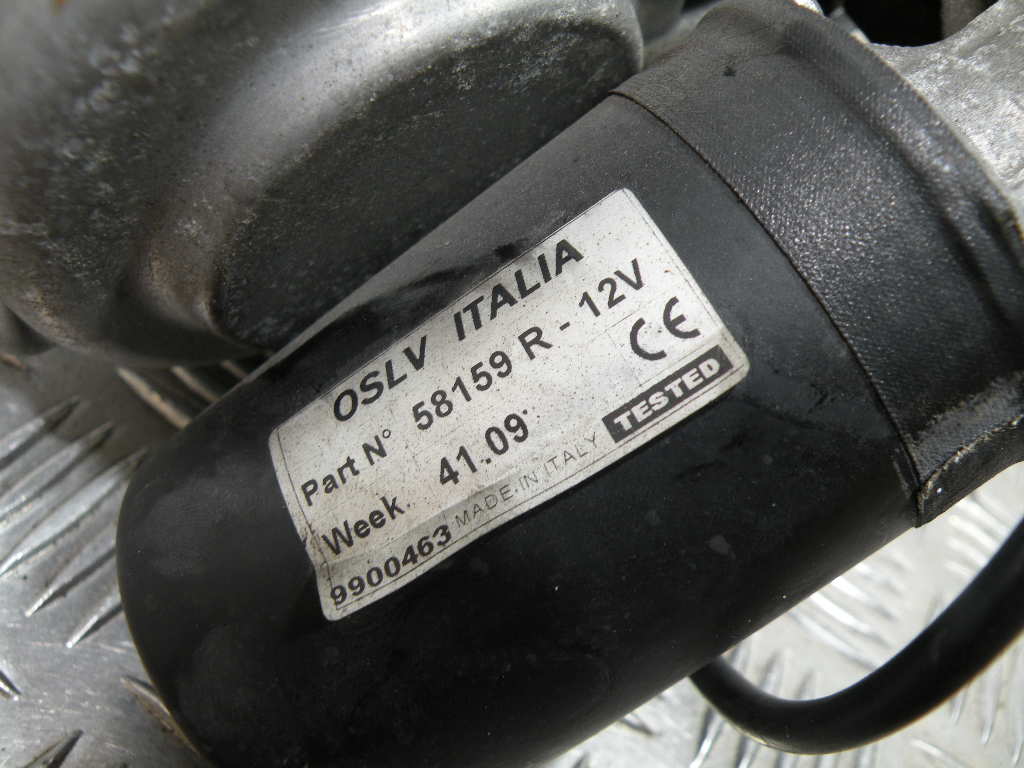 OSLV ITALIA
Part N° 58159 R - 12V
Week. 41.09 CE
9900463 MADE IN ITALY TESTED